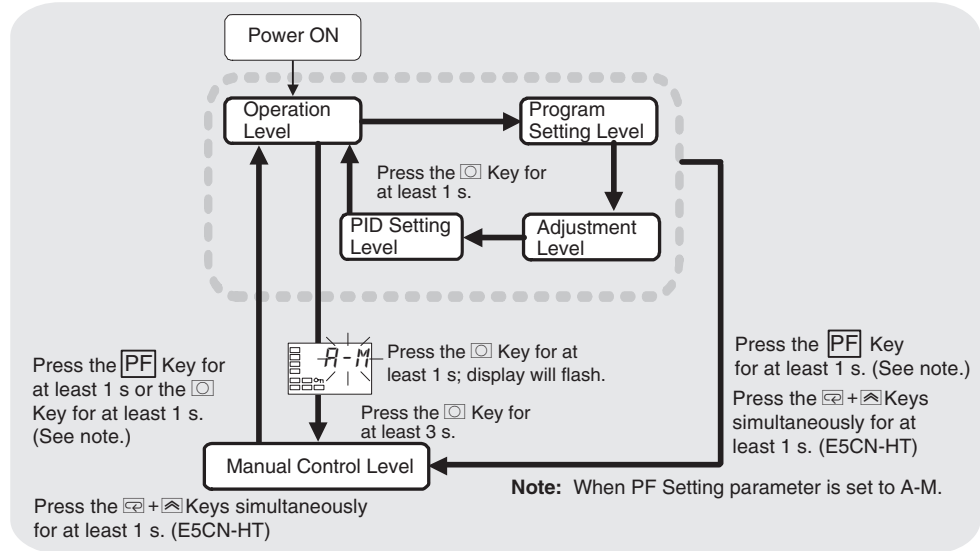 Power ON
Operation
Level
Program
Setting Level
Press the Key for
at least 1 s.
PID Setting
Level
Adjustment
Level
A-M
Press the Key for at
least 1 s; display will flash.
Press the Key for
at least 3 s.
Press the PF Key for
at least 1 s or the
Key for at least 1 s.
(See note.)
Press the PF Key
for at least 1 s. (See note.)
Press the + Keys
simultaneously for at
least 1 s. (E5CN-HT)
Manual Control Level
Note: When PF Setting parameter is set to A-M.
Press the + Keys simultaneously
for at least 1 s. (E5CN-HT)